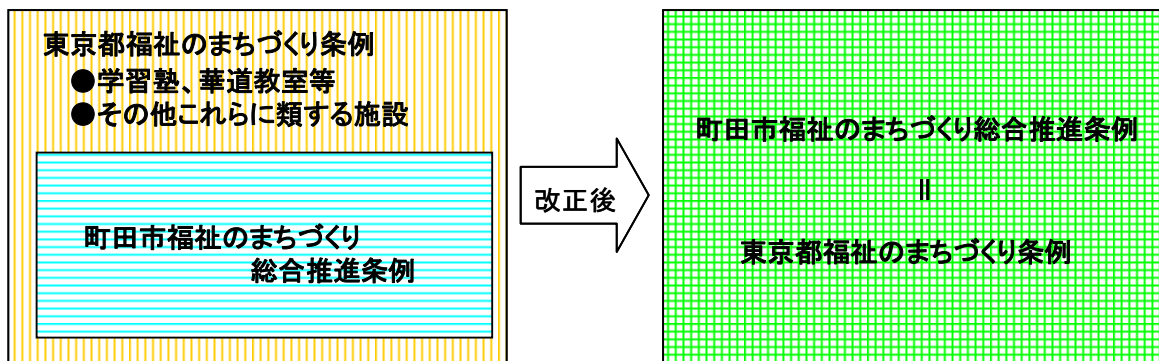 東京都福祉のまちづくり条例
●学習塾、華道教室等
●その他これらに類する施設
町田市福祉のまちづくり
総合推進条例
改正後
町田市福祉のまちづくり総合推進条例
||
東京都福祉のまちづくり条例